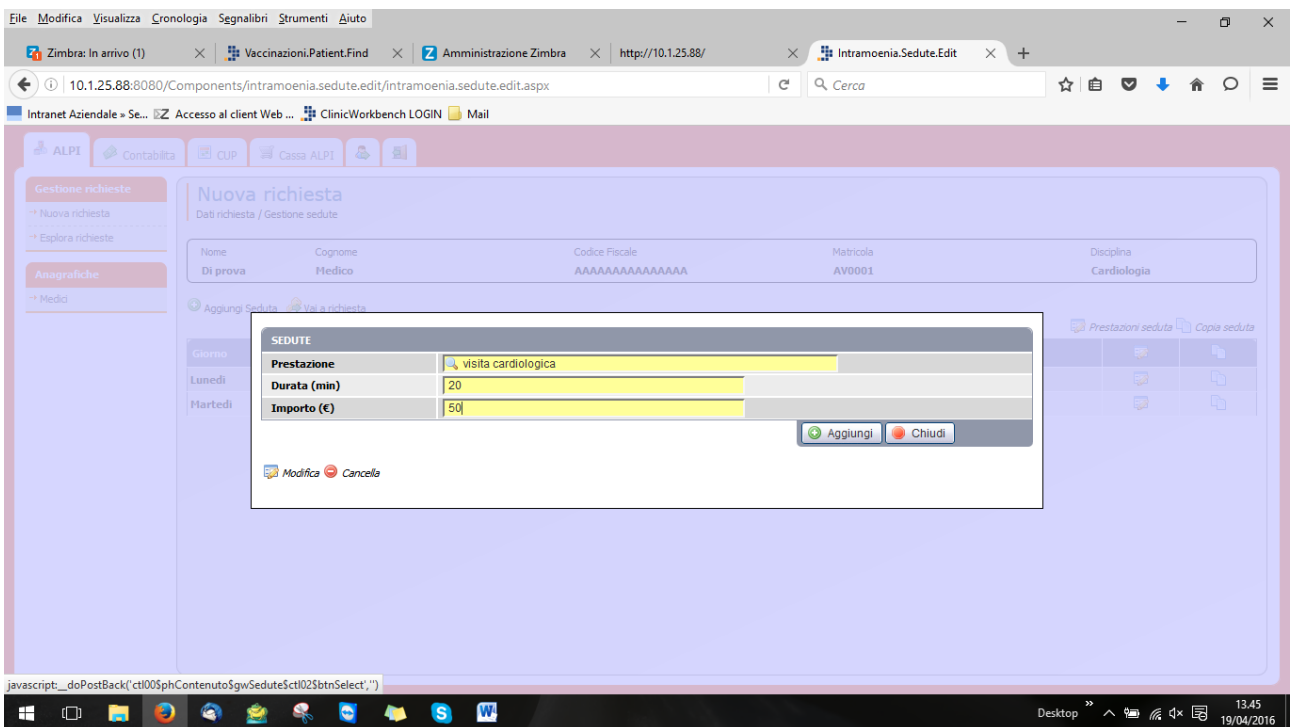 File Modifica Visualizza Cronologia Segnalibri Strumenti Aiuto
Zimbra: In arrivo (1) Vaccinazioni.Patient.Find Amministrazione Zimbra http://10.1.25.88/ Intramoenia.Sedute.Edit
10.1.25.88:8080/Components/intramoenia.sedute.edit/intramoenia.sedute.edit.aspx Cerca
Intranet Aziendale » Se... Accesso al client Web ... ClinicWorkbench LOGIN Mail
ALPI Contabilita CUP Cassa ALPI
Gestione richieste
Nuova richiesta
Esplora richieste
Anagrafiche
Medici
Nuova richiesta
Dati richiesta / Gestione sedute
Nome Cognome Codice Fiscale Matricola Disciplina
Di prova Medico AAAAAAAAAAAAAAA AV0001 Cardiologia
Aggiungi Seduta Vai a richiesta
Prestazioni seduta Copia seduta
Giorno
Lunedì
Martedì
SEDUTE
Prestazione visita cardiologica
Durata (min) 20
Importo (€) 50
Aggiungi Chiudi
Modifica Cancella
javascript:__doPostBack('ctl00$phContenuto$gwSedute$ctl02$btnSelect','')
Desktop 13.45
19/04/2016